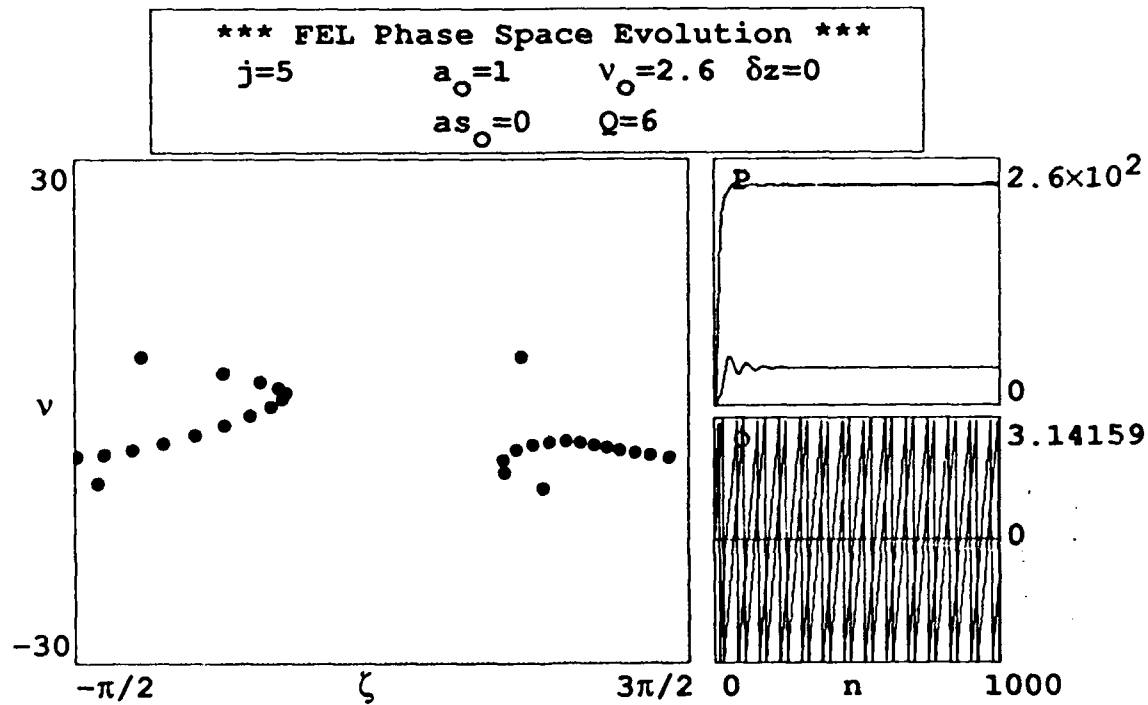 *** FEL Phase Space Evolution ***
j=5 a₀=1 ν₀=2.6 δz=0
as₀=0 Q=6
30
ν
-30
-π/2 ζ 3π/2
P
2.6×10²
0
3.14159
0
0 n 1000